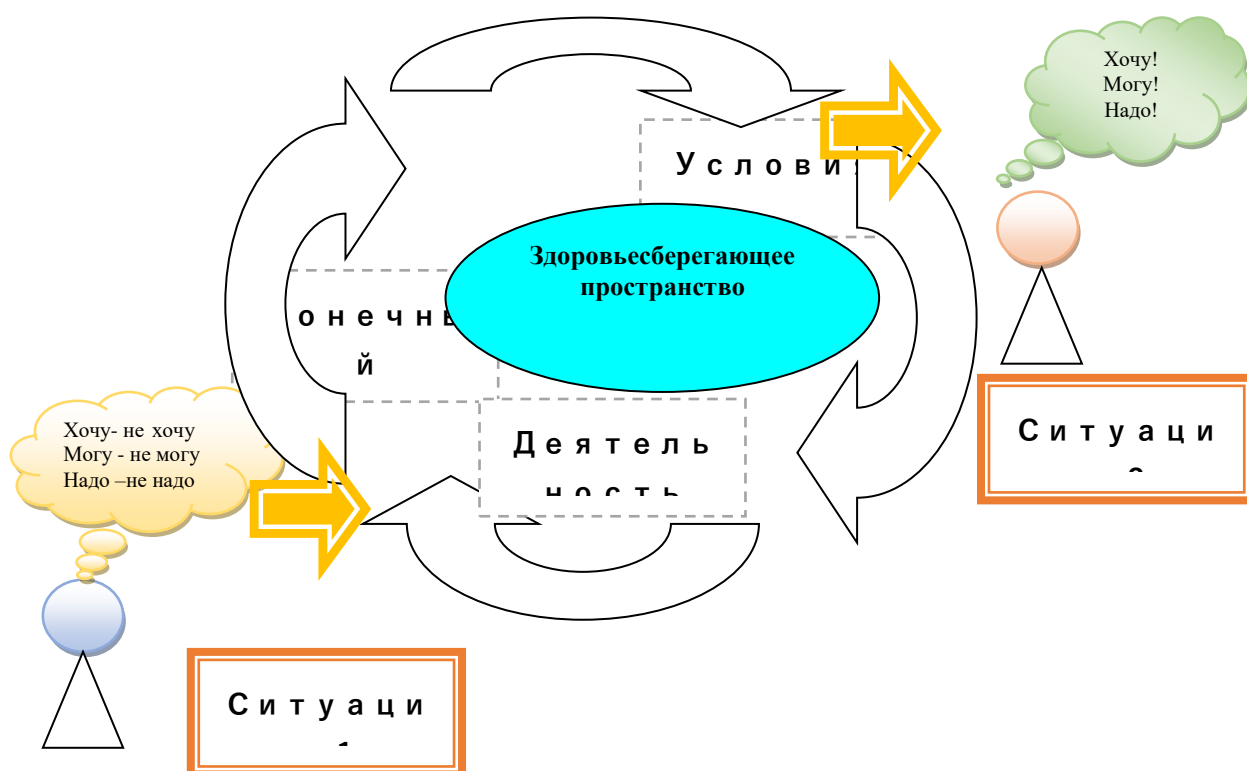 Хочу!
Могу!
Надо!
Услови
Здоровьесберегающее
пространство
онечны
й
Хочу- не хочу
Могу - не могу
Надо –не надо
Деятель
ность
Ситуаци
Ситуаци